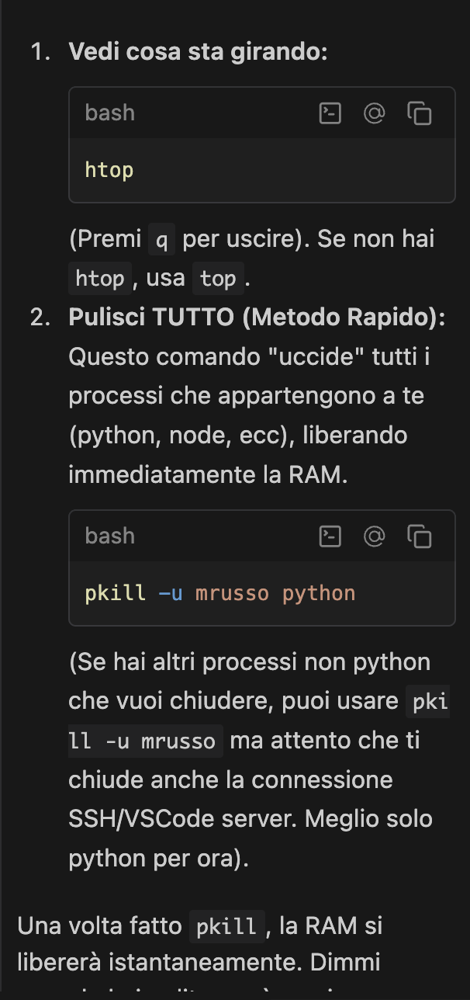 1. Vedi cosa sta girando:
bash
htop
(Premi q per uscire). Se non hai
htop, usa top.
2. Pulisci TUTTO (Metodo Rapido):
Questo comando "uccide" tutti i
processi che appartengono a te
(python, node, ecc), liberando
immediatamente la RAM.
bash
pkill -u mrusso python
(Se hai altri processi non python
che vuoi chiudere, puoi usare pki
ll -u mrusso ma attento che ti
chiude anche la connessione
SSH/VSCode server. Meglio solo
python per ora).
Una volta fatto pkill, la RAM si
libererà istantaneamente. Dimmi